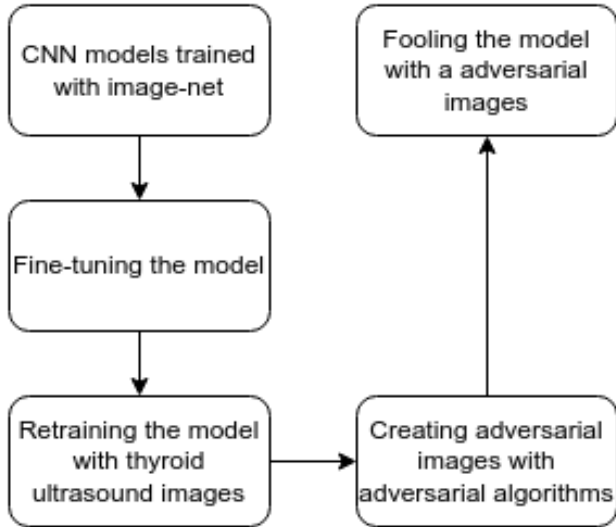 CNN models trained
with image-net
Fine-tuning the model
Retraining the model
with thyroid
ultrasound images
Creating adversarial
images with
adversarial algorithms
Fooling the model
with a adversarial
images